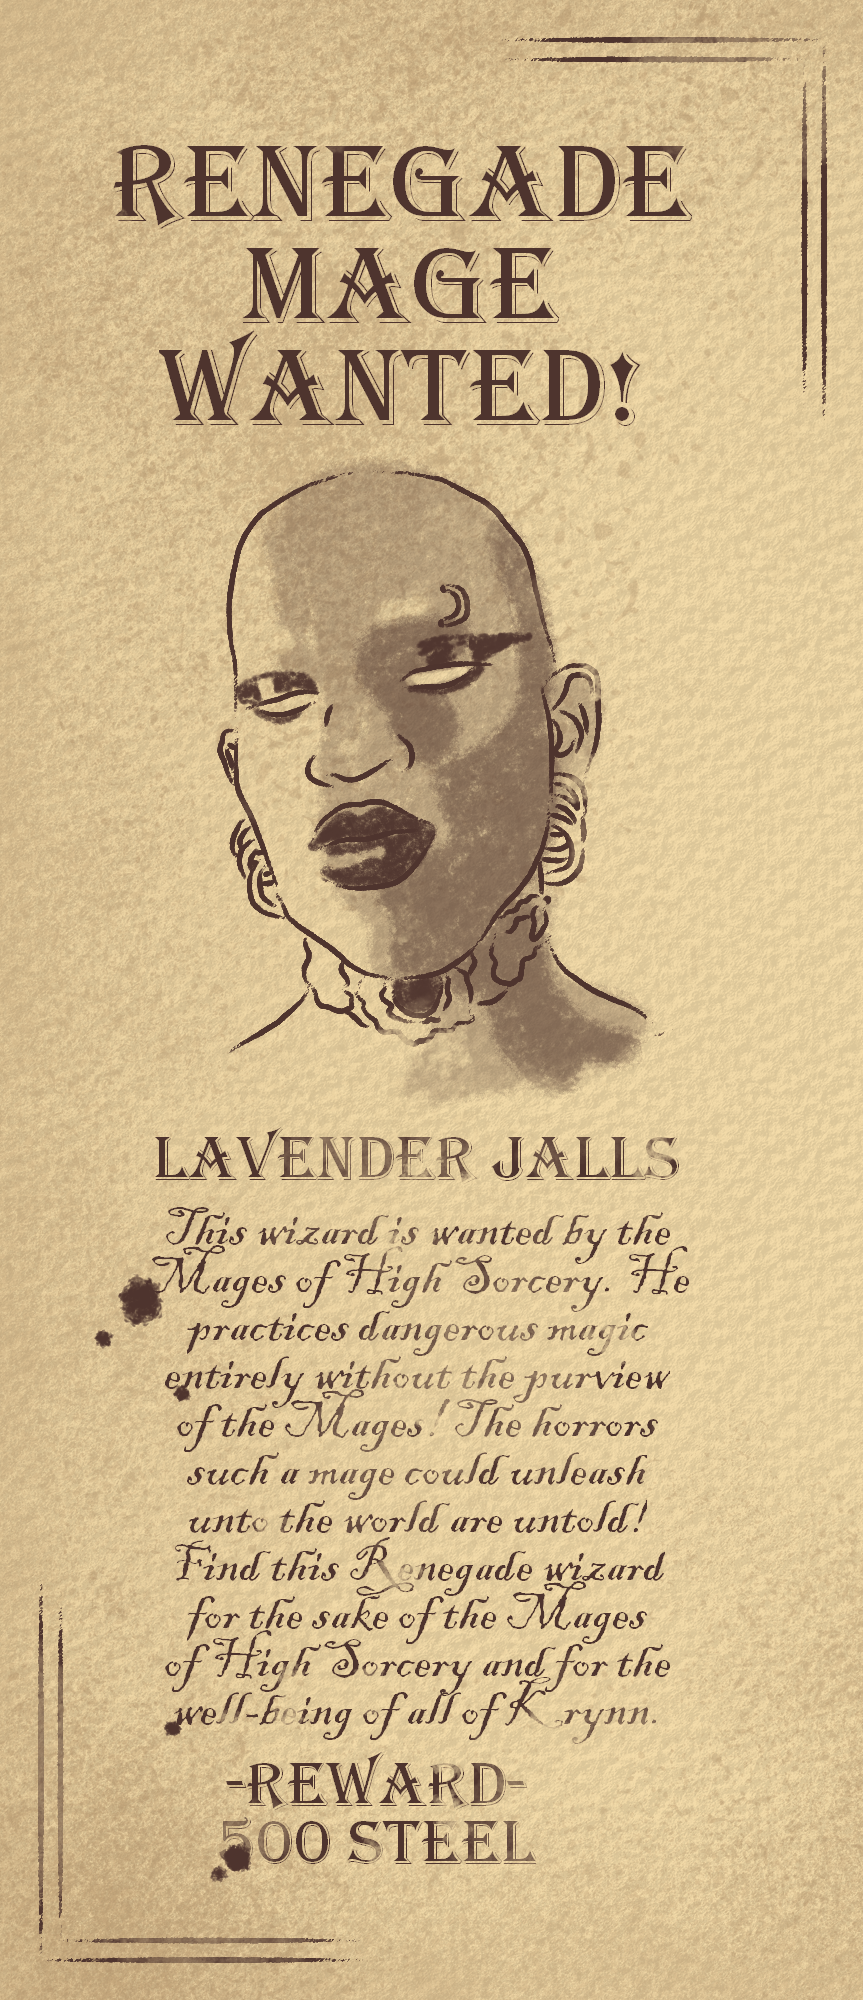 RENEGADE
MAGE
WANTED!
LAVENDER JALLS
This wizard is wanted by the
Mages of High Sorcery. He
practices dangerous magic
entirely without the purview
of the Mages! The horrors
such a mage could unleash
unto the world are untold!
Find this Renegade wizard
for the sake of the Mages
of High Sorcery and for the
well-being of all of Krynn.
-REWARD-
500 STEEL